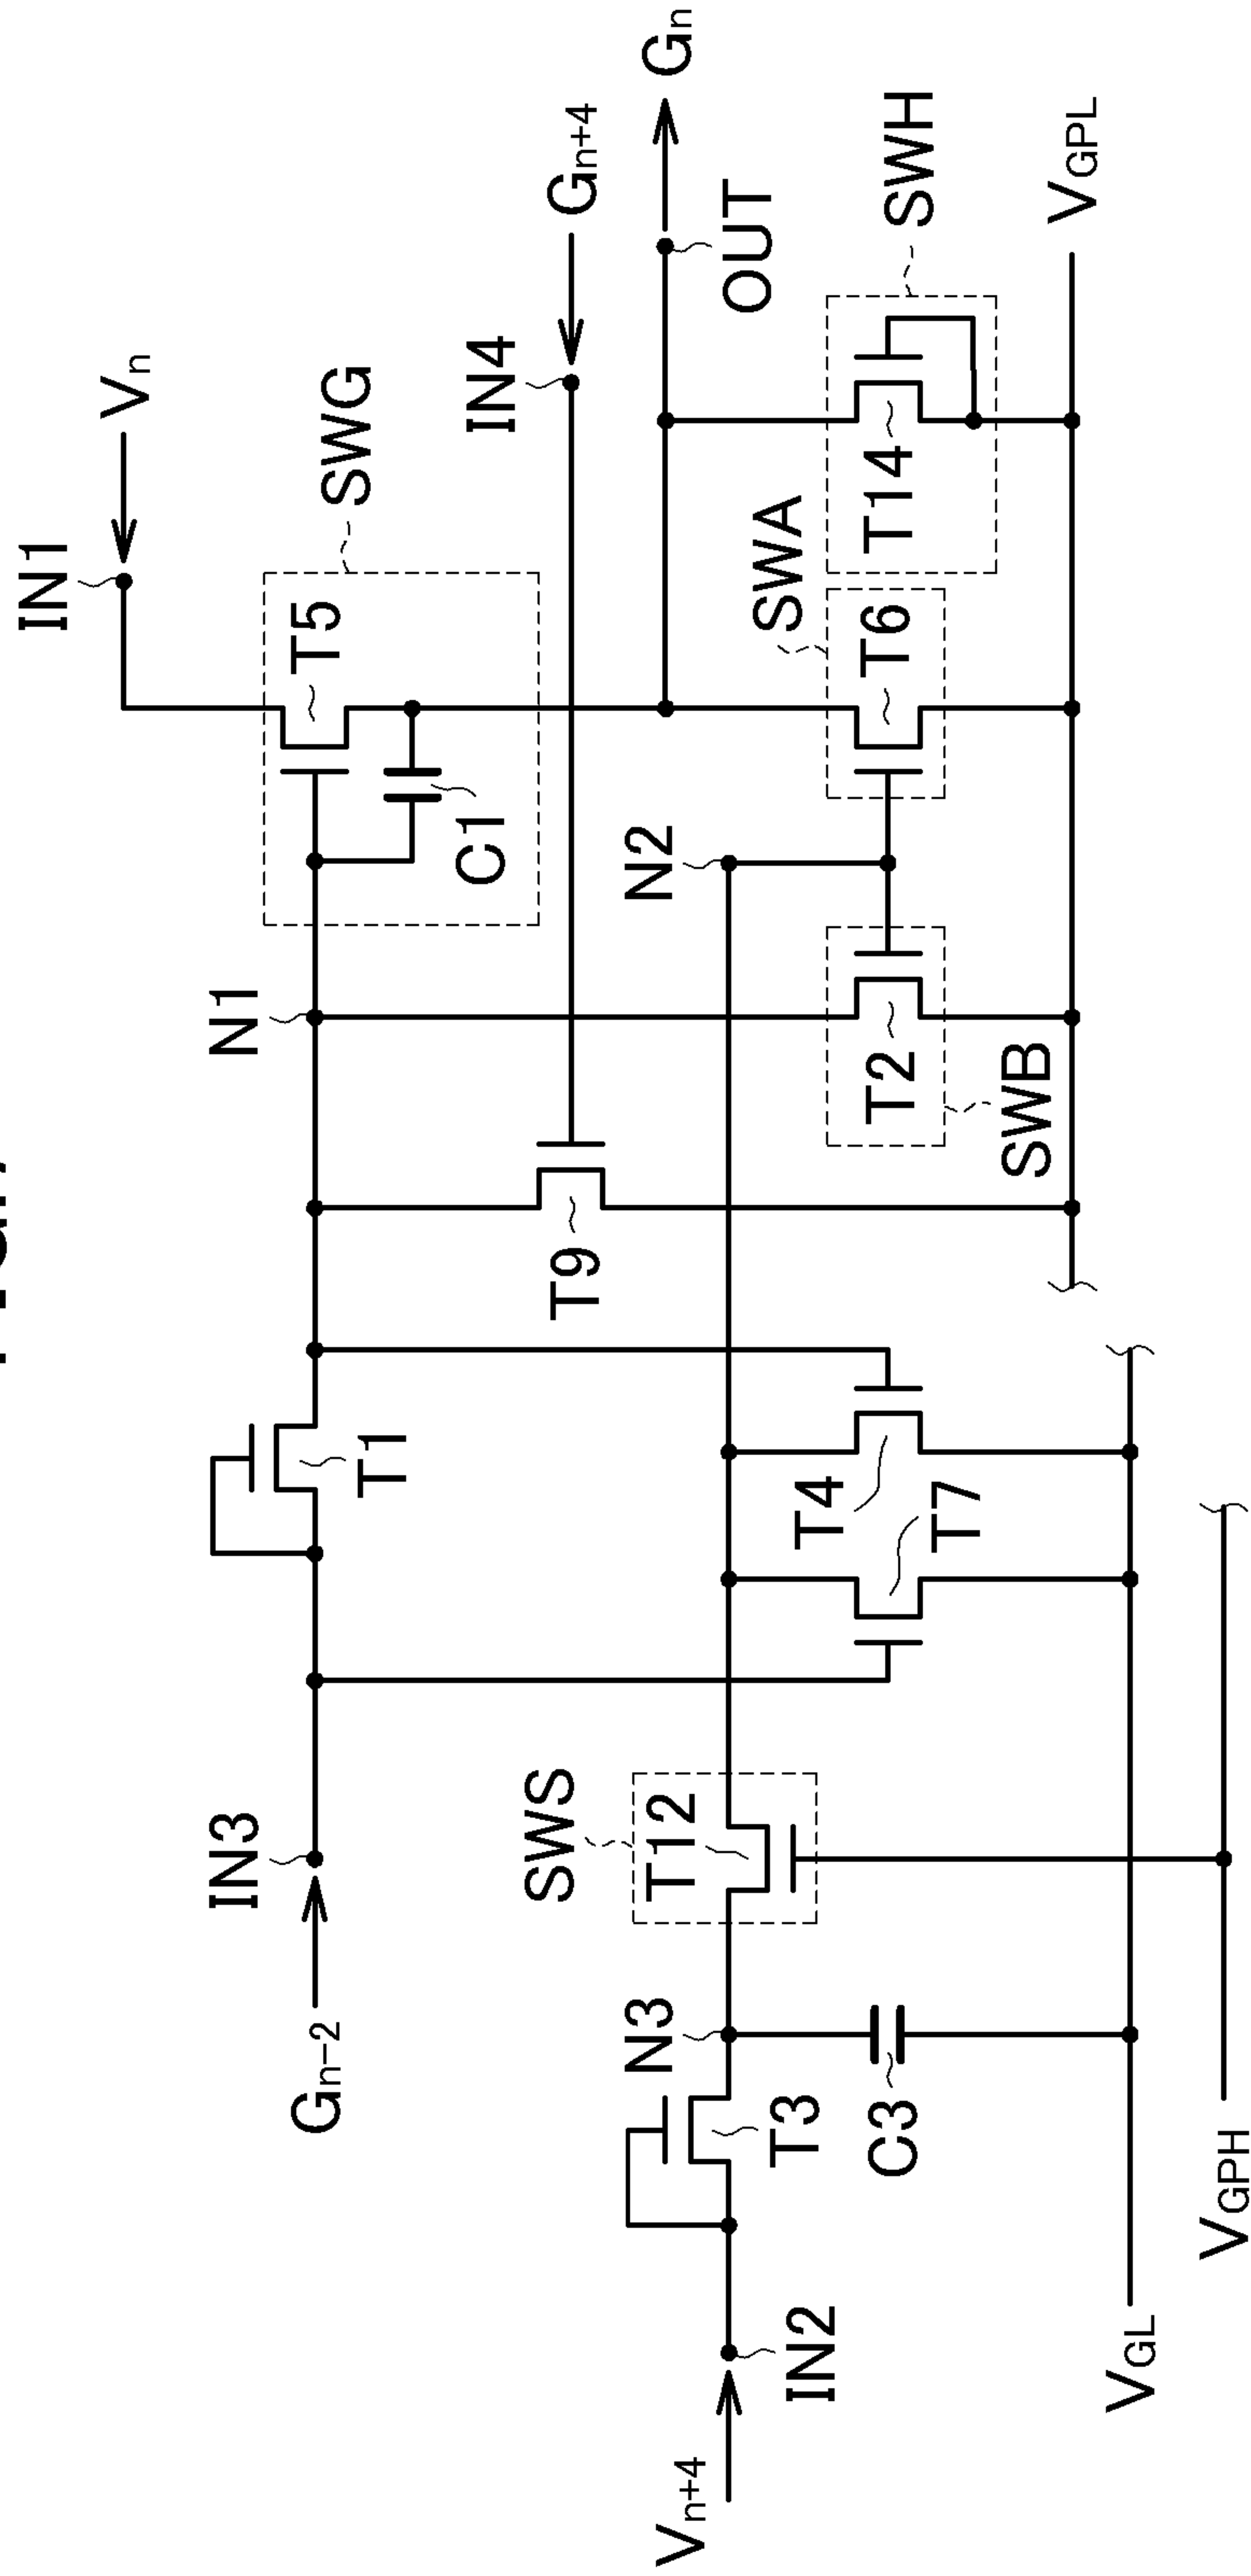 IN1
Vn
SWG
T5
C1
IN4
Gn+4
Gn
OUT
N1
N2
SWA
T6
T14
SWH
VGPL
T2
SWB
T9
T1
T4
T7
IN3
Gn-2
SWS
T12
N3
T3
C3
IN2
Vn+4
VGL
VGPH